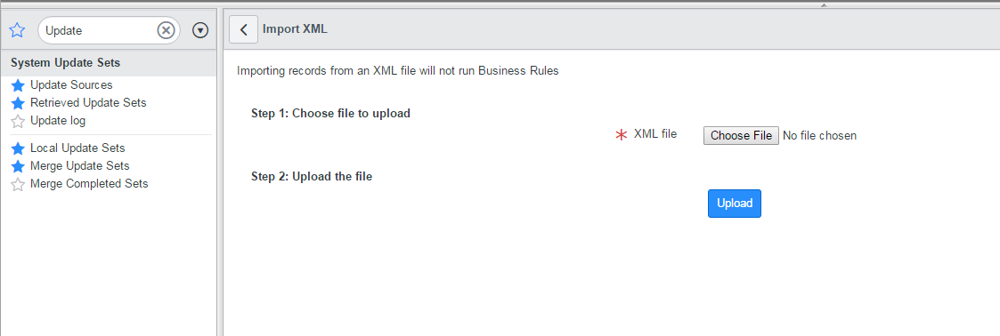 Update
Import XML
System Update Sets
Update Sources
Retrieved Update Sets
Update log
Local Update Sets
Merge Update Sets
Merge Completed Sets
Importing records from an XML file will not run Business Rules
Step 1: Choose file to upload
XML file Choose File No file chosen
Step 2: Upload the file
Upload